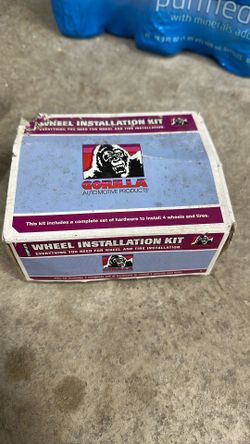 purified
with minerals add
WHEEL INSTALLATION KIT
EVERYTHING YOU NEED FOR WHEEL AND TIRE INSTALLATION.
GORILLA
AUTOMOTIVE PRODUCTS
This kit includes a complete set of hardware to install 4 wheels and tires.
WHEEL INSTALLATION KIT
EVERYTHING YOU NEED FOR WHEEL AND TIRE INSTALLATION.
GORILLA